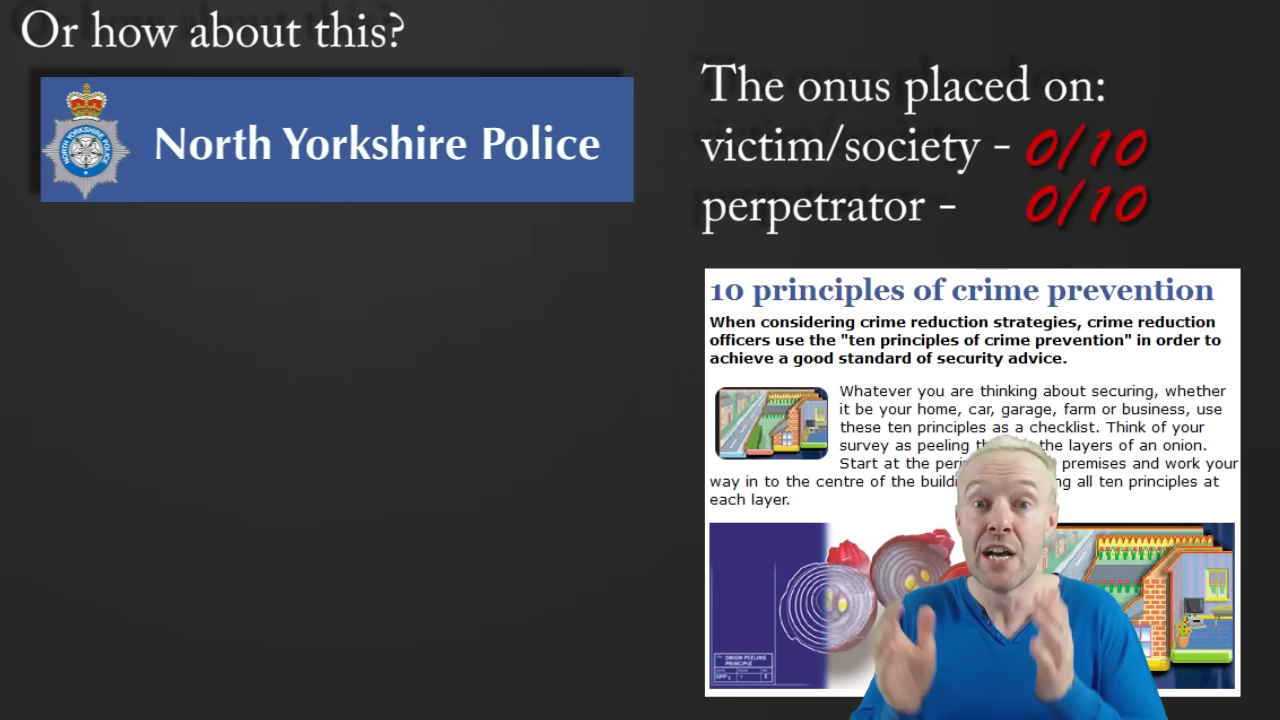 Or how about this?
NORTH YORKSHIRE POLICE
North Yorkshire Police
The onus placed on:
victim/society - 0/10
perpetrator - 0/10
10 principles of crime prevention
When considering crime reduction strategies, crime reduction
officers use the "ten principles of crime prevention" in order to
achieve a good standard of security advice.
Whatever you are thinking about securing, whether
it be your home, car, garage, farm or business, use
these ten principles as a checklist. Think of your
survey as peeling the layers of an onion.
Start at the premises and work your
way in to the centre of the all ten principles at
each layer.
ONION PEELING
PRINCIPLE